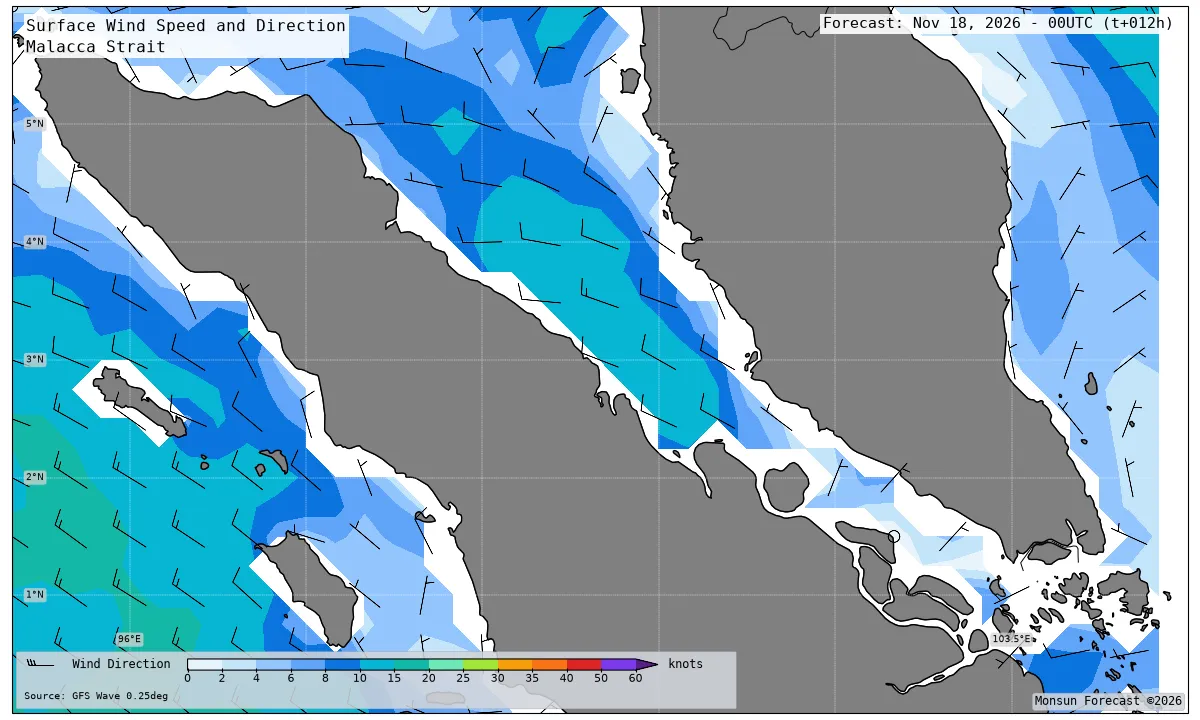 Surface Wind Speed and Direction
Malacca Strait
Forecast: Nov 18, 2026 - 00UTC (t+012h)
5°N
4°N
3°N
2°N
1°N
96°E
103.5°E
Wind Direction
0 2 4 6 8 10 15 20 25 30 35 40 50 60
knots
Source: GFS Wave 0.25deg
Monsun Forecast ©2026